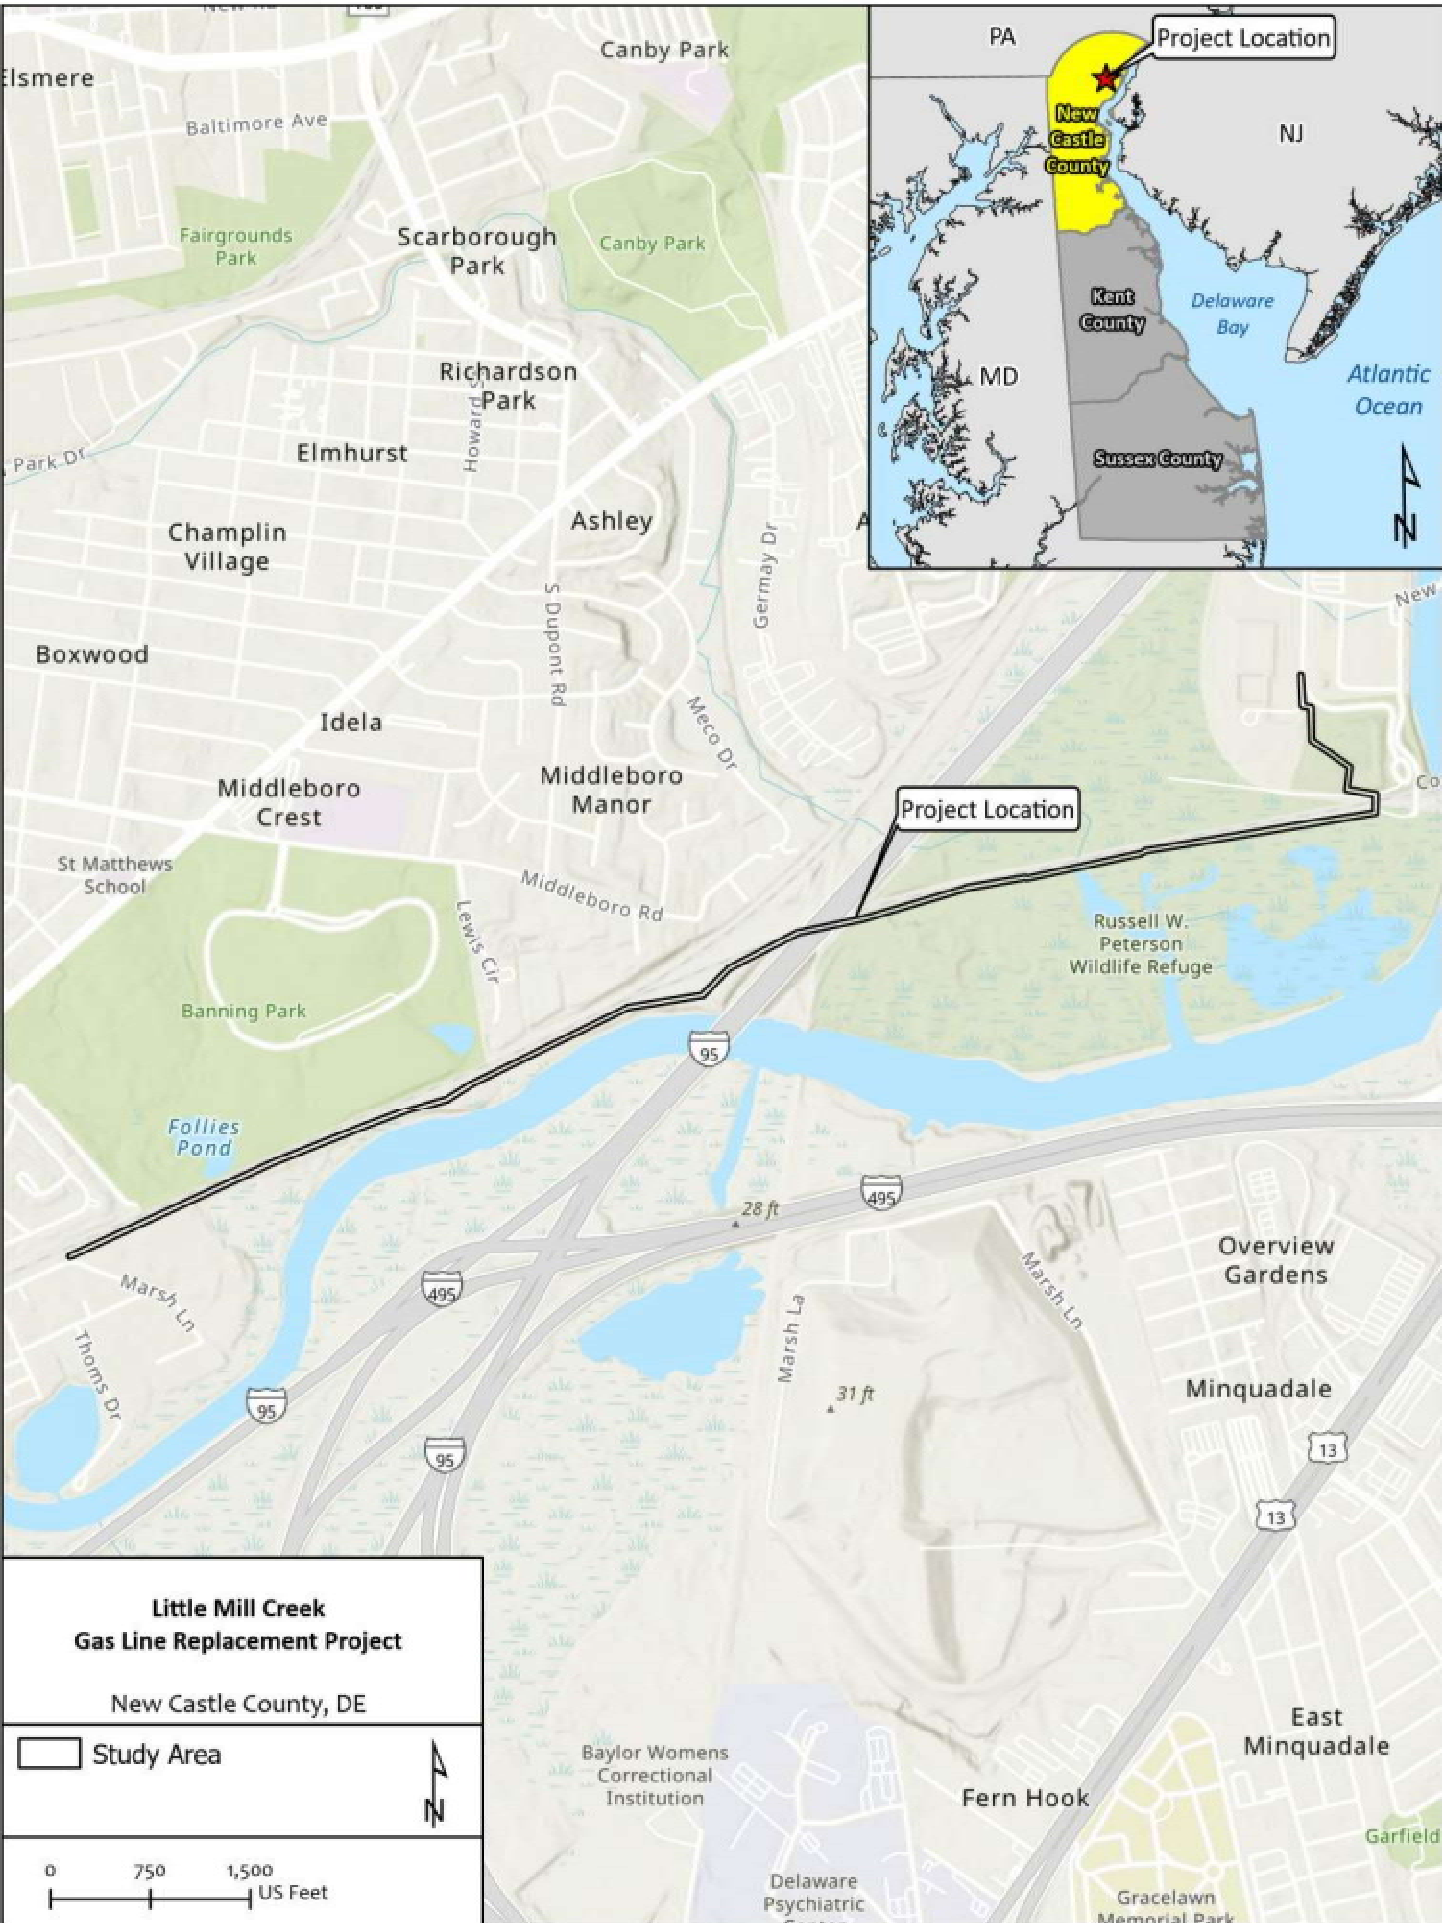 Canby Park
Elsmere
Baltimore Ave
Fairgrounds
Park
Scarborough
Park
Canby Park
Richardson
Park
Howard S
Elmhurst
Park Dr
Champlin
Village
Ashley
Germay Dr
S Dupont Rd
Boxwood
Idela
Meco Dr
Middleboro
Crest
Middleboro
Manor
St Matthews
School
Middleboro Rd
Lewis Cir
Banning Park
Follies
Pond
Project Location
PA
New
Castle
County
NJ
Kent
County
Delaware
Bay
MD
Atlantic
Ocean
Sussex County
N
New
Project Location
Co
Russell W.
Peterson
Wildlife Refuge
95
495
28 ft
Marsh Ln
Thoms Dr
495
95
95
Marsh La
Marsh Ln
31 ft
Overview
Gardens
Minquadale
13
13
East
Minquadale
Baylor Womens
Correctional
Institution
Fern Hook
Garfield
Delaware
Psychiatric
Gracelawn
Memorial Park
Little Mill Creek
Gas Line Replacement Project
New Castle County, DE
Study Area
N
0 750 1,500
US Feet